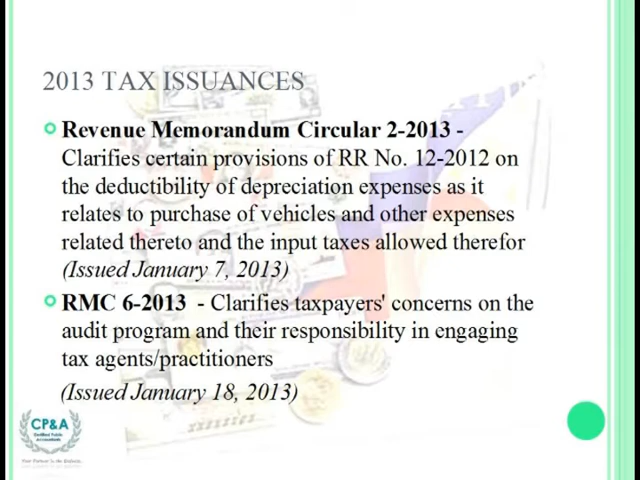 2013 TAX ISSUANCES
Revenue Memorandum Circular 2-2013 -
Clarifies certain provisions of RR No. 12-2012 on
the deductibility of depreciation expenses as it
relates to purchase of vehicles and other expenses
related thereto and the input taxes allowed therefor
(Issued January 7, 2013)
RMC 6-2013 - Clarifies taxpayers' concerns on the
audit program and their responsibility in engaging
tax agents/practitioners
(Issued January 18, 2013)
CP&A